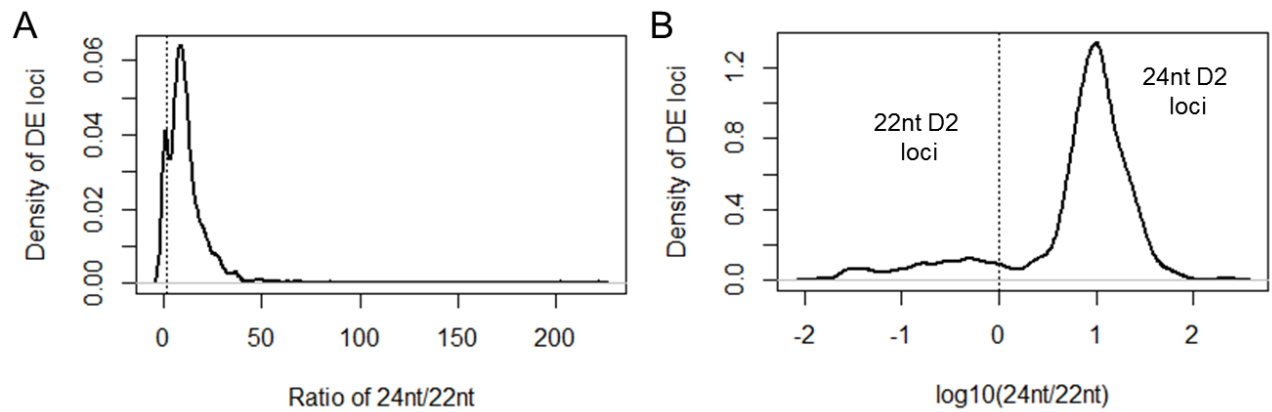 A
Density of DE loci
0.00
0.02
0.04
0.06
0
50
100
150
200
Ratio of 24nt/22nt
B
Density of DE loci
0.0
0.4
0.8
1.2
22nt D2
loci
24nt D2
loci
-2
-1
0
1
2
log10(24nt/22nt)